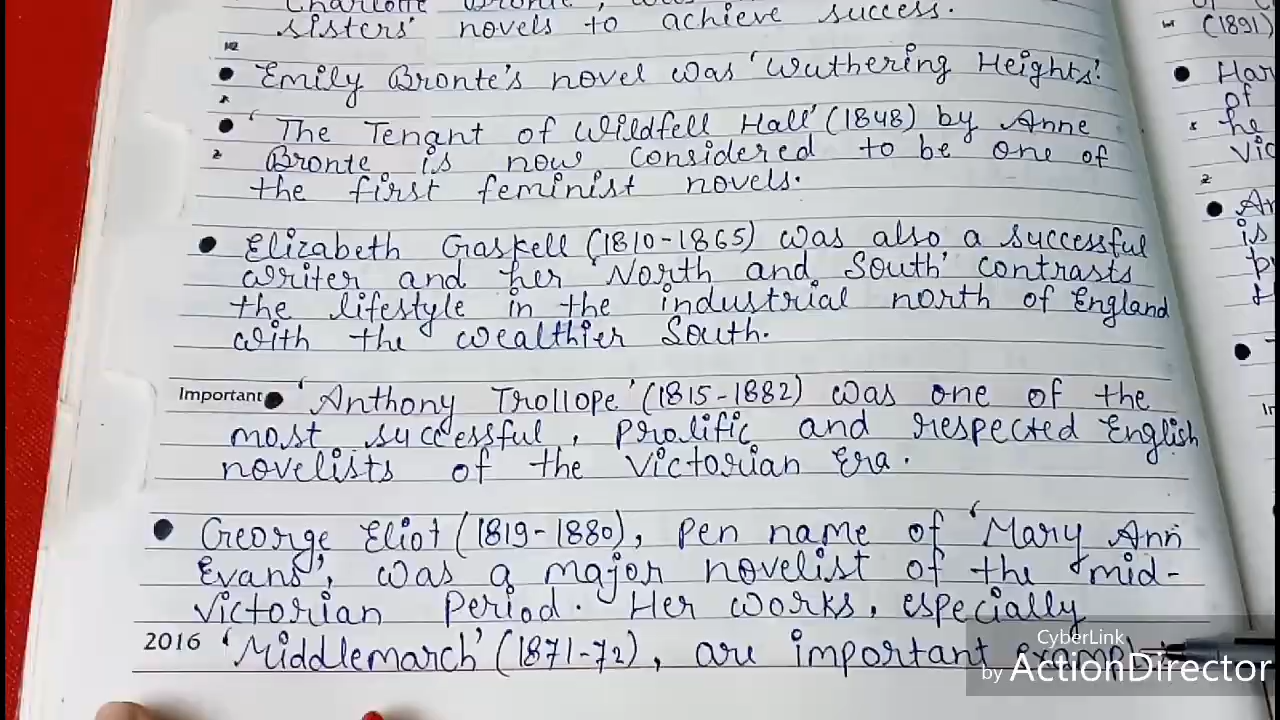 Charlotte Bronte, was
sisters' novels to achieve success.
Emily Bronte's novel was 'Wuthering Heights'.
'The Tenant of Wildfell Hall' (1848) by Anne
Bronte is now considered to be one of
the first feminist novels.
Elizabeth Gaskell (1810-1865) was also a successful
writer and her 'North and South' contrasts
the lifestyle in the industrial north of England
with the wealthier South.
Important
'Anthony Trollope' (1815-1882) was one of the
most successful, prolific and respected English
novelists of the Victorian Era.
George Eliot (1819-1880), pen name of 'Mary Ann
Evans', was a major novelist of the mid-
victorian Period. Her works, especially
2016 'Middlemarch' (1871-72), are important
(1891)
of
he
is
CyberLink
by ActionDirector